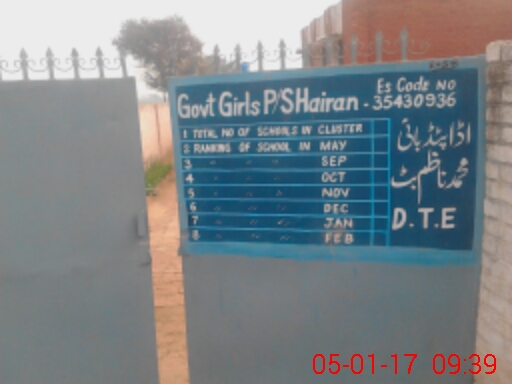 Es Code No
Govt Girls P/S Hairan - 35430936
1 TOTAL NO OF SCHOOLS IN CLUSTER
2 RANKING OF SCHOOL IN MAY
3 " " " SEP
4 " " " OCT
5 " " " NOV
6 " " " DEC
7 " " " JAN
8 " " " FEB
محمد ناظم بٹ
D.T.E
05-01-17 09:39